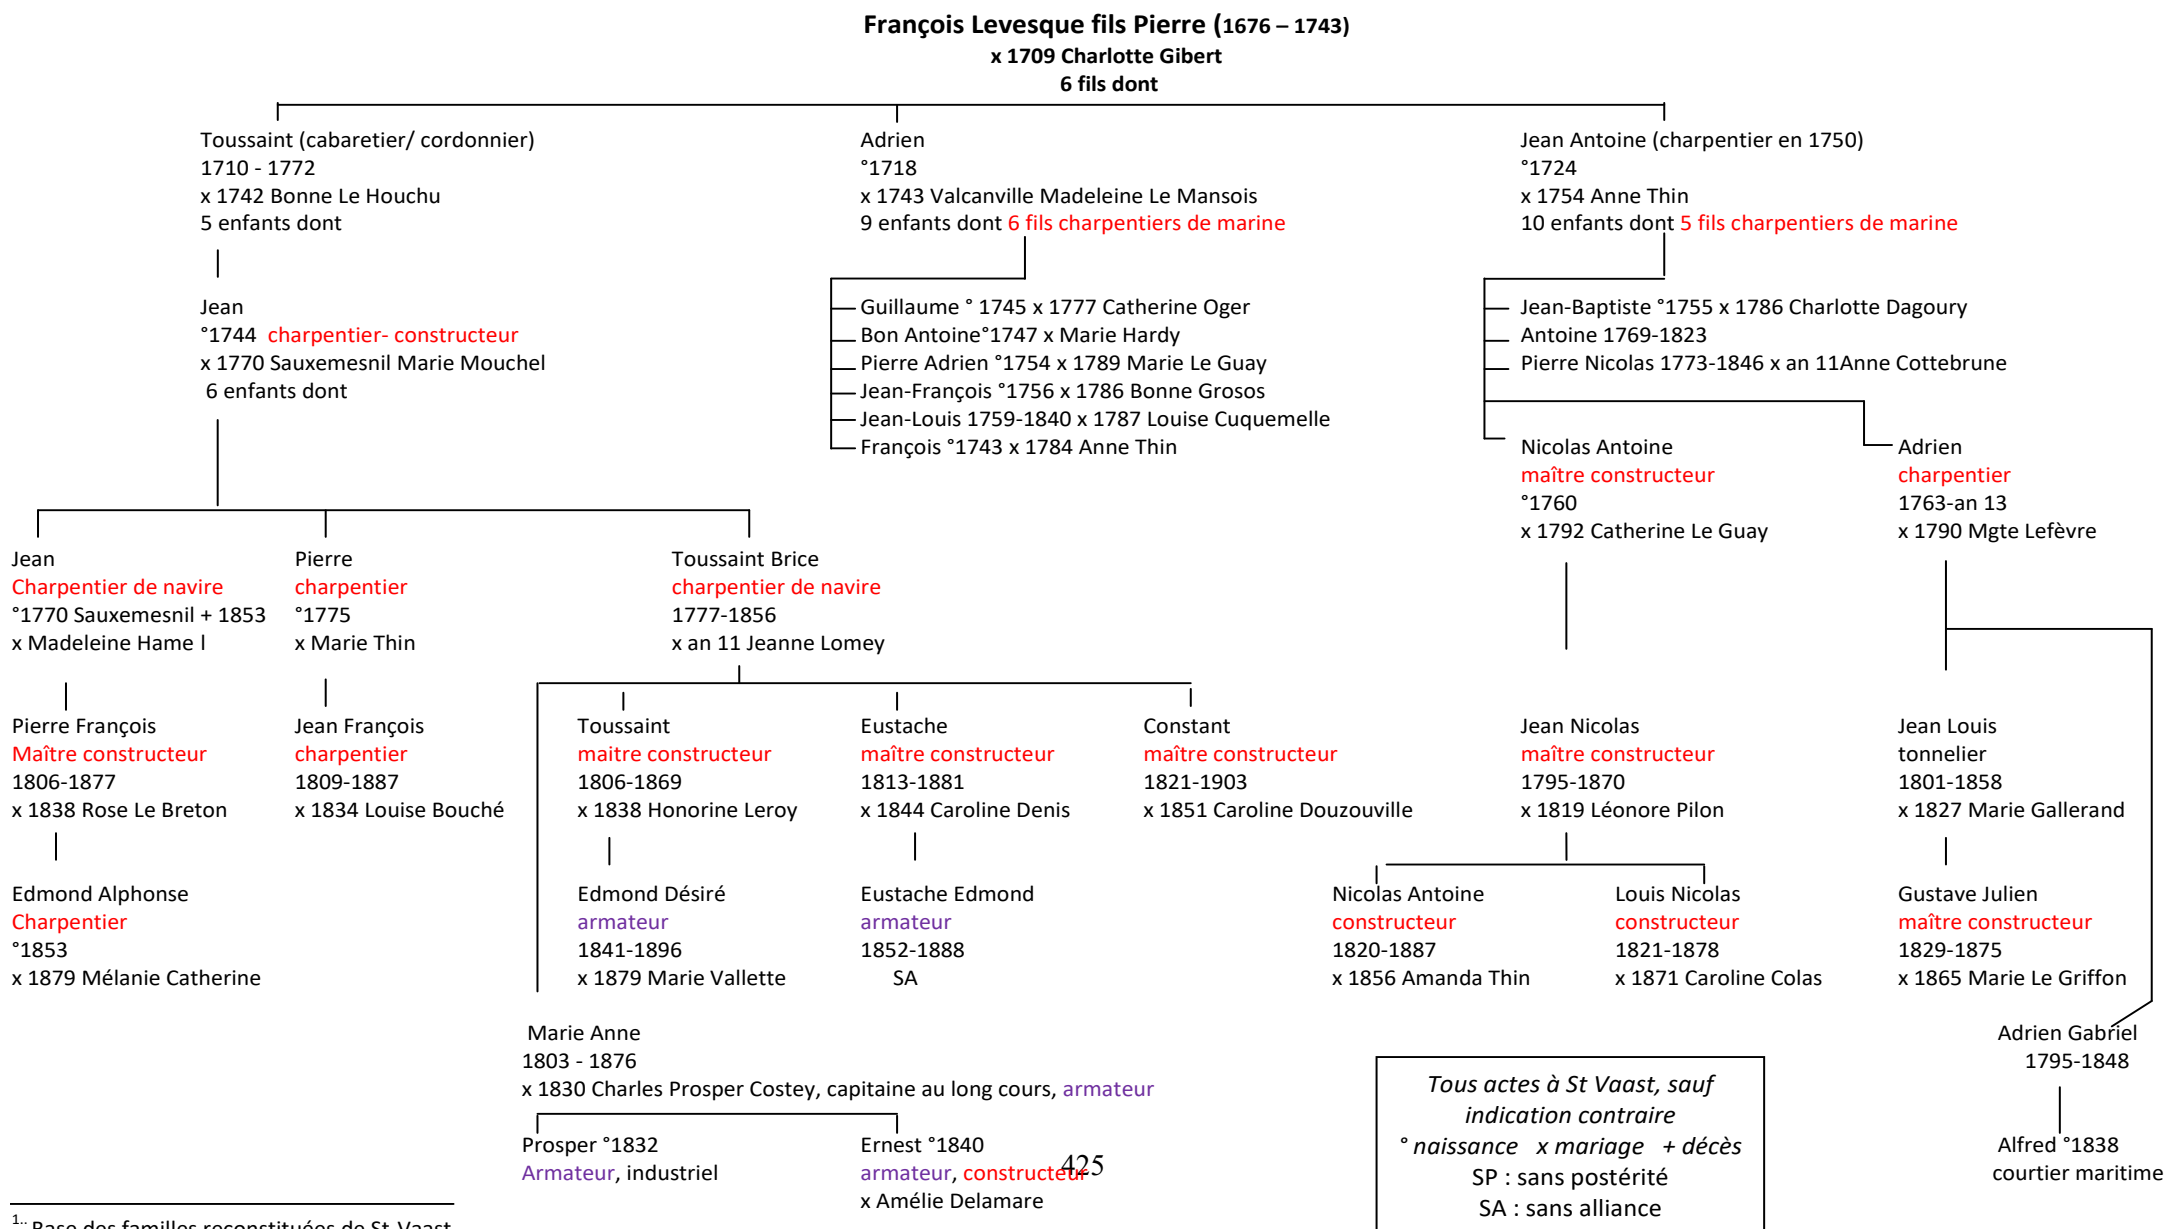 François Levesque fils Pierre (1676 – 1743)
x 1709 Charlotte Gibert
6 fils dont
Toussaint (cabaretier/ cordonnier)
1710 - 1772
x 1742 Bonne Le Houchu
5 enfants dont
Adrien
°1718
x 1743 Valcanville Madeleine Le Mansois
9 enfants dont 6 fils charpentiers de marine
Jean Antoine (charpentier en 1750)
°1724
x 1754 Anne Thin
10 enfants dont 5 fils charpentiers de marine
Jean
°1744 charpentier- constructeur
x 1770 Sauxemesnil Marie Mouchel
6 enfants dont
Guillaume ° 1745 x 1777 Catherine Oger
Bon Antoine°1747 x Marie Hardy
Pierre Adrien °1754 x 1789 Marie Le Guay
Jean-François °1756 x 1786 Bonne Grosos
Jean-Louis 1759-1840 x 1787 Louise Cuquemelle
François °1743 x 1784 Anne Thin
Jean-Baptiste °1755 x 1786 Charlotte Dagoury
Antoine 1769-1823
Pierre Nicolas 1773-1846 x an 11Anne Cottebrune
Nicolas Antoine
maître constructeur
°1760
x 1792 Catherine Le Guay
Adrien
charpentier
1763-an 13
x 1790 Mgte Lefèvre
Jean
Charpentier de navire
°1770 Sauxemesnil + 1853
x Madeleine Hame l
Pierre
charpentier
°1775
x Marie Thin
Toussaint Brice
charpentier de navire
1777-1856
x an 11 Jeanne Lomey
Pierre François
Maître constructeur
1806-1877
x 1838 Rose Le Breton
Jean François
charpentier
1809-1887
x 1834 Louise Bouché
Toussaint
maitre constructeur
1806-1869
x 1838 Honorine Leroy
Eustache
maître constructeur
1813-1881
x 1844 Caroline Denis
Constant
maître constructeur
1821-1903
x 1851 Caroline Douzouville
Jean Nicolas
maître constructeur
1795-1870
x 1819 Léonore Pilon
Jean Louis
tonnelier
1801-1858
x 1827 Marie Gallerand
Edmond Alphonse
Charpentier
°1853
x 1879 Mélanie Catherine
Edmond Désiré
armateur
1841-1896
x 1879 Marie Vallette
Eustache Edmond
armateur
1852-1888
SA
Nicolas Antoine
constructeur
1820-1887
x 1856 Amanda Thin
Louis Nicolas
constructeur
1821-1878
x 1871 Caroline Colas
Gustave Julien
maître constructeur
1829-1875
x 1865 Marie Le Griffon
Marie Anne
1803 - 1876
x 1830 Charles Prosper Costey, capitaine au long cours, armateur
Adrien Gabriel
1795-1848
Prosper °1832
Armateur, industriel
Ernest °1840
armateur, constructeur
x Amélie Delamare
425
Tous actes à St Vaast, sauf
indication contraire
° naissance x mariage + décès
SP : sans postérité
SA : sans alliance
Alfred °1838
courtier maritime
1.. Base des familles reconstituées de St-Vaast